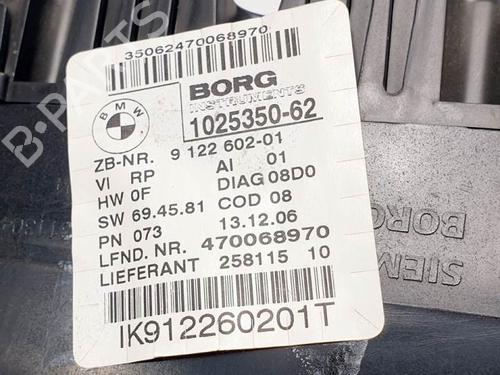 35062470068970
BMW
BORG
INSTRUMENTS
1025350-62
ZB-NR. 9 122 602-01
VI RP AI 01
HW 0F DIAG 08D0
SW 69.45.81 COD 08
PN 073 13.12.06
LFND. NR. 470068970
LIEFERANT 258115 10
IK912260201T
SIEM
BORG
B-PARTS